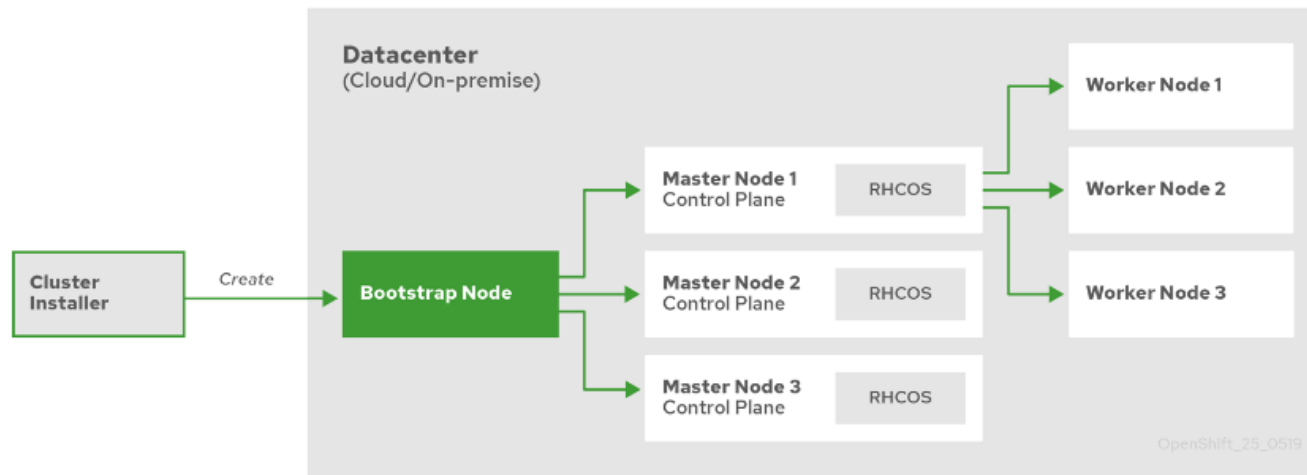 Datacenter
(Cloud/On-premise)
Cluster
Installer
Create
Bootstrap Node
Master Node 1
Control Plane
RHCOS
Master Node 2
Control Plane
RHCOS
Master Node 3
Control Plane
RHCOS
Worker Node 1
Worker Node 2
Worker Node 3
OpenShift_25_0519